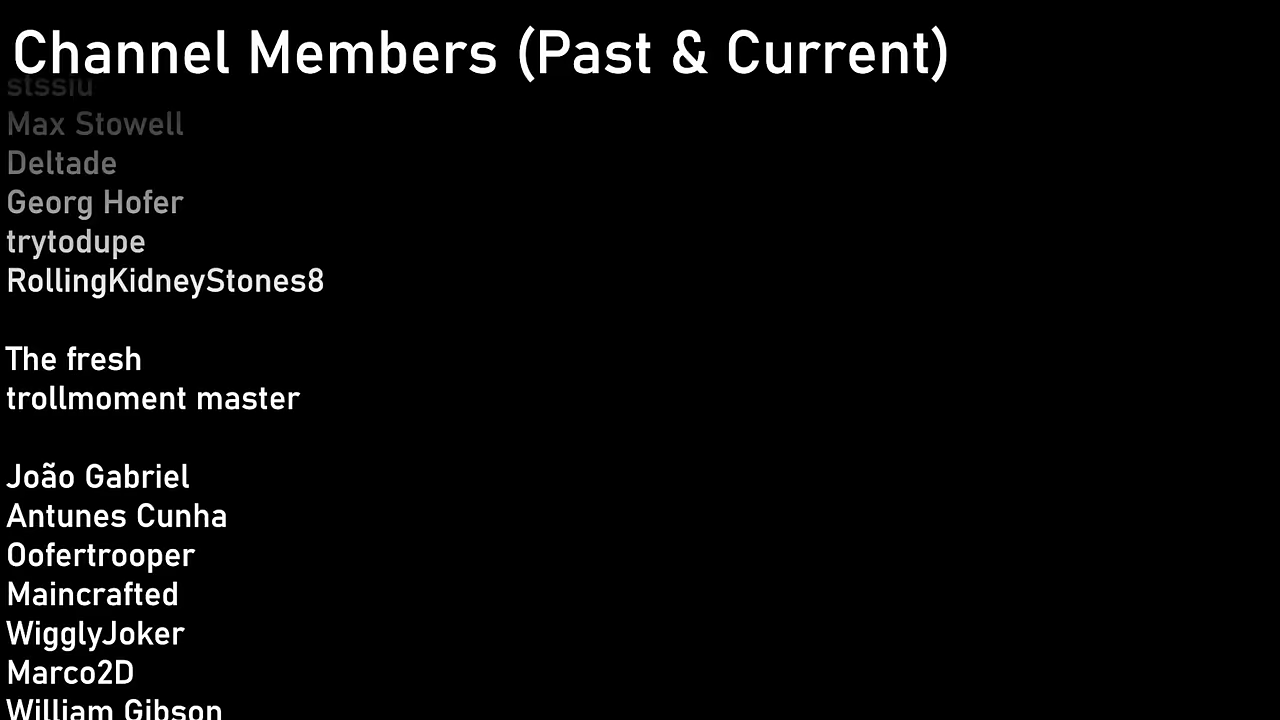 Channel Members (Past & Current)
stssiu
Max Stowell
Deltade
Georg Hofer
trytodupe
RollingKidneyStones8
The fresh
trollmoment master
João Gabriel
Antunes Cunha
Oofertrooper
Maincrafted
WigglyJoker
Marco2D
William Gibson